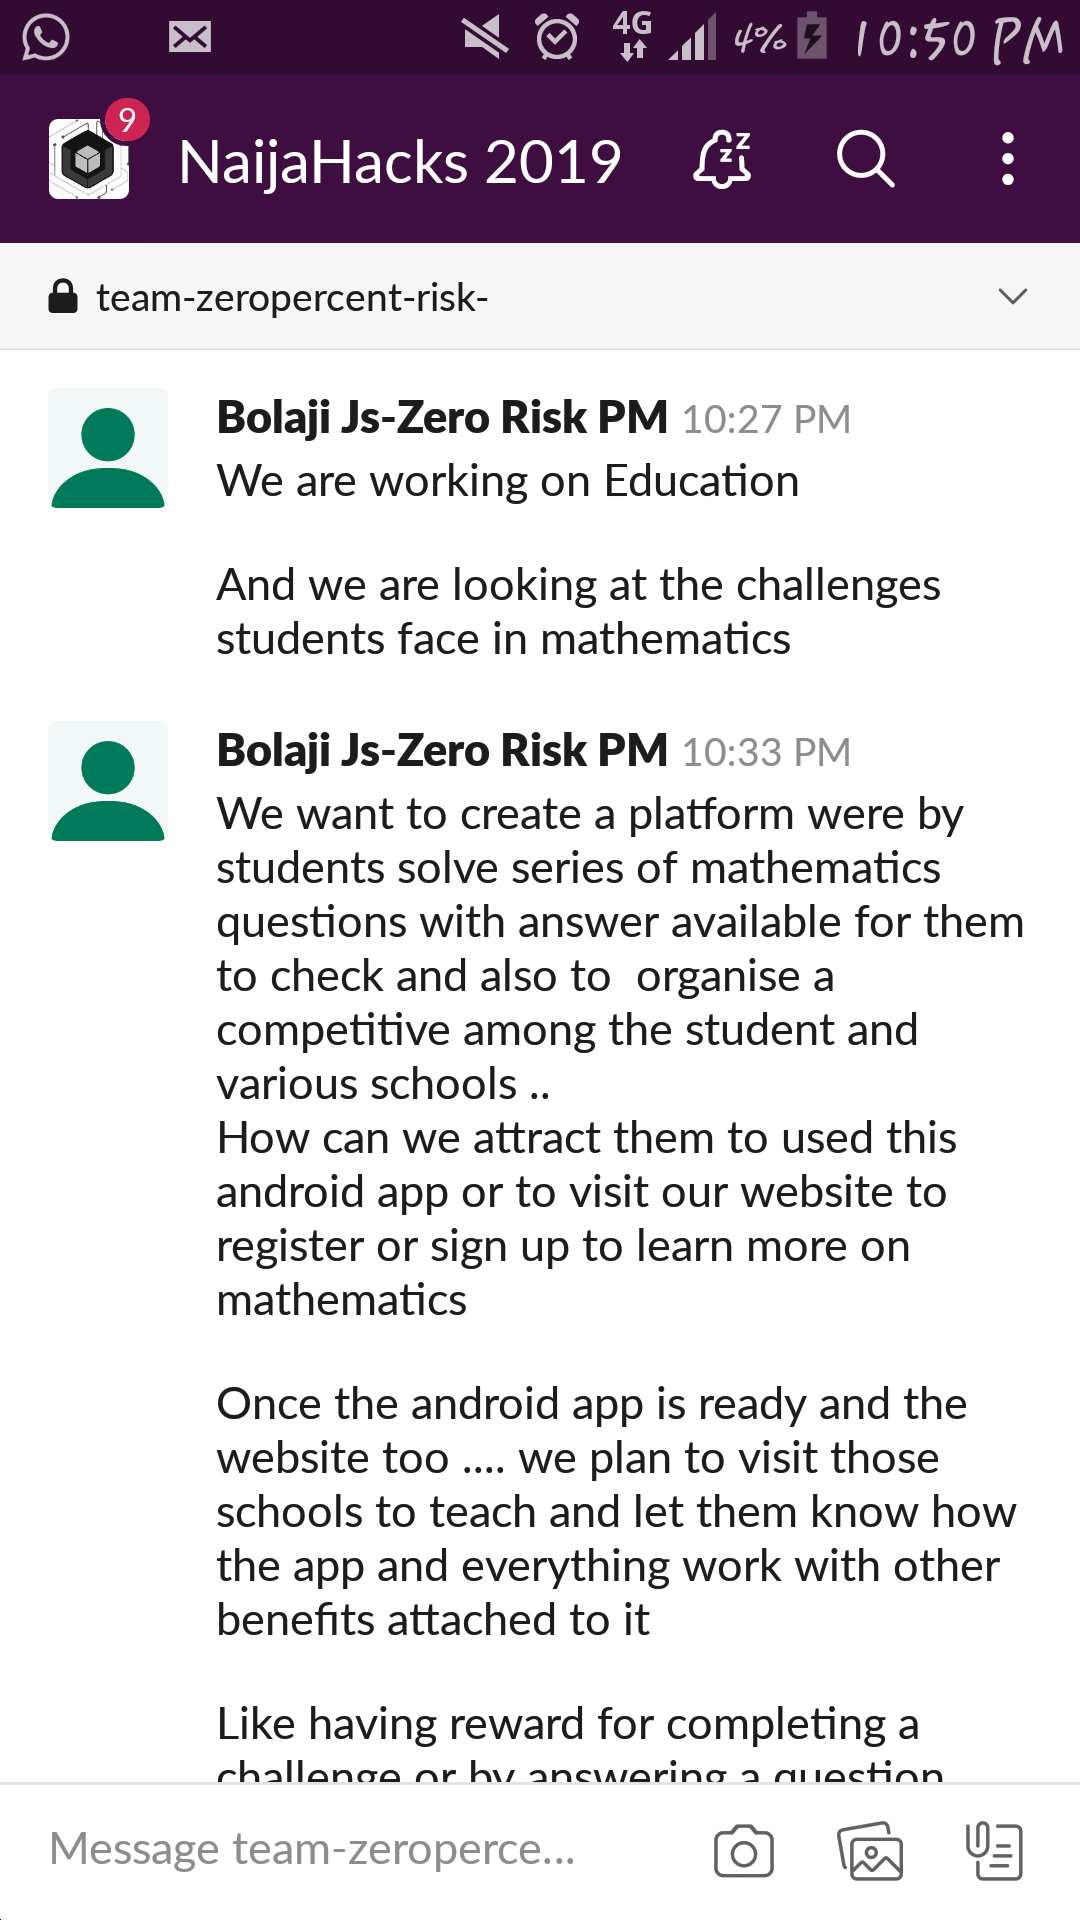 4G 4% 10:50 PM
9
NaijaHacks 2019
zz
team-zeropercent-risk-
Bolaji Js-Zero Risk PM 10:27 PM
We are working on Education
And we are looking at the challenges
students face in mathematics
Bolaji Js-Zero Risk PM 10:33 PM
We want to create a platform were by
students solve series of mathematics
questions with answer available for them
to check and also to  organise a
competitive among the student and
various schools ..
How can we attract them to used this
android app or to visit our website to
register or sign up to learn more on
mathematics
Once the android app is ready and the
website too .... we plan to visit those
schools to teach and let them know how
the app and everything work with other
benefits attached to it
Like having reward for completing a
challenge or by answering a question
Message team-zeroperce...